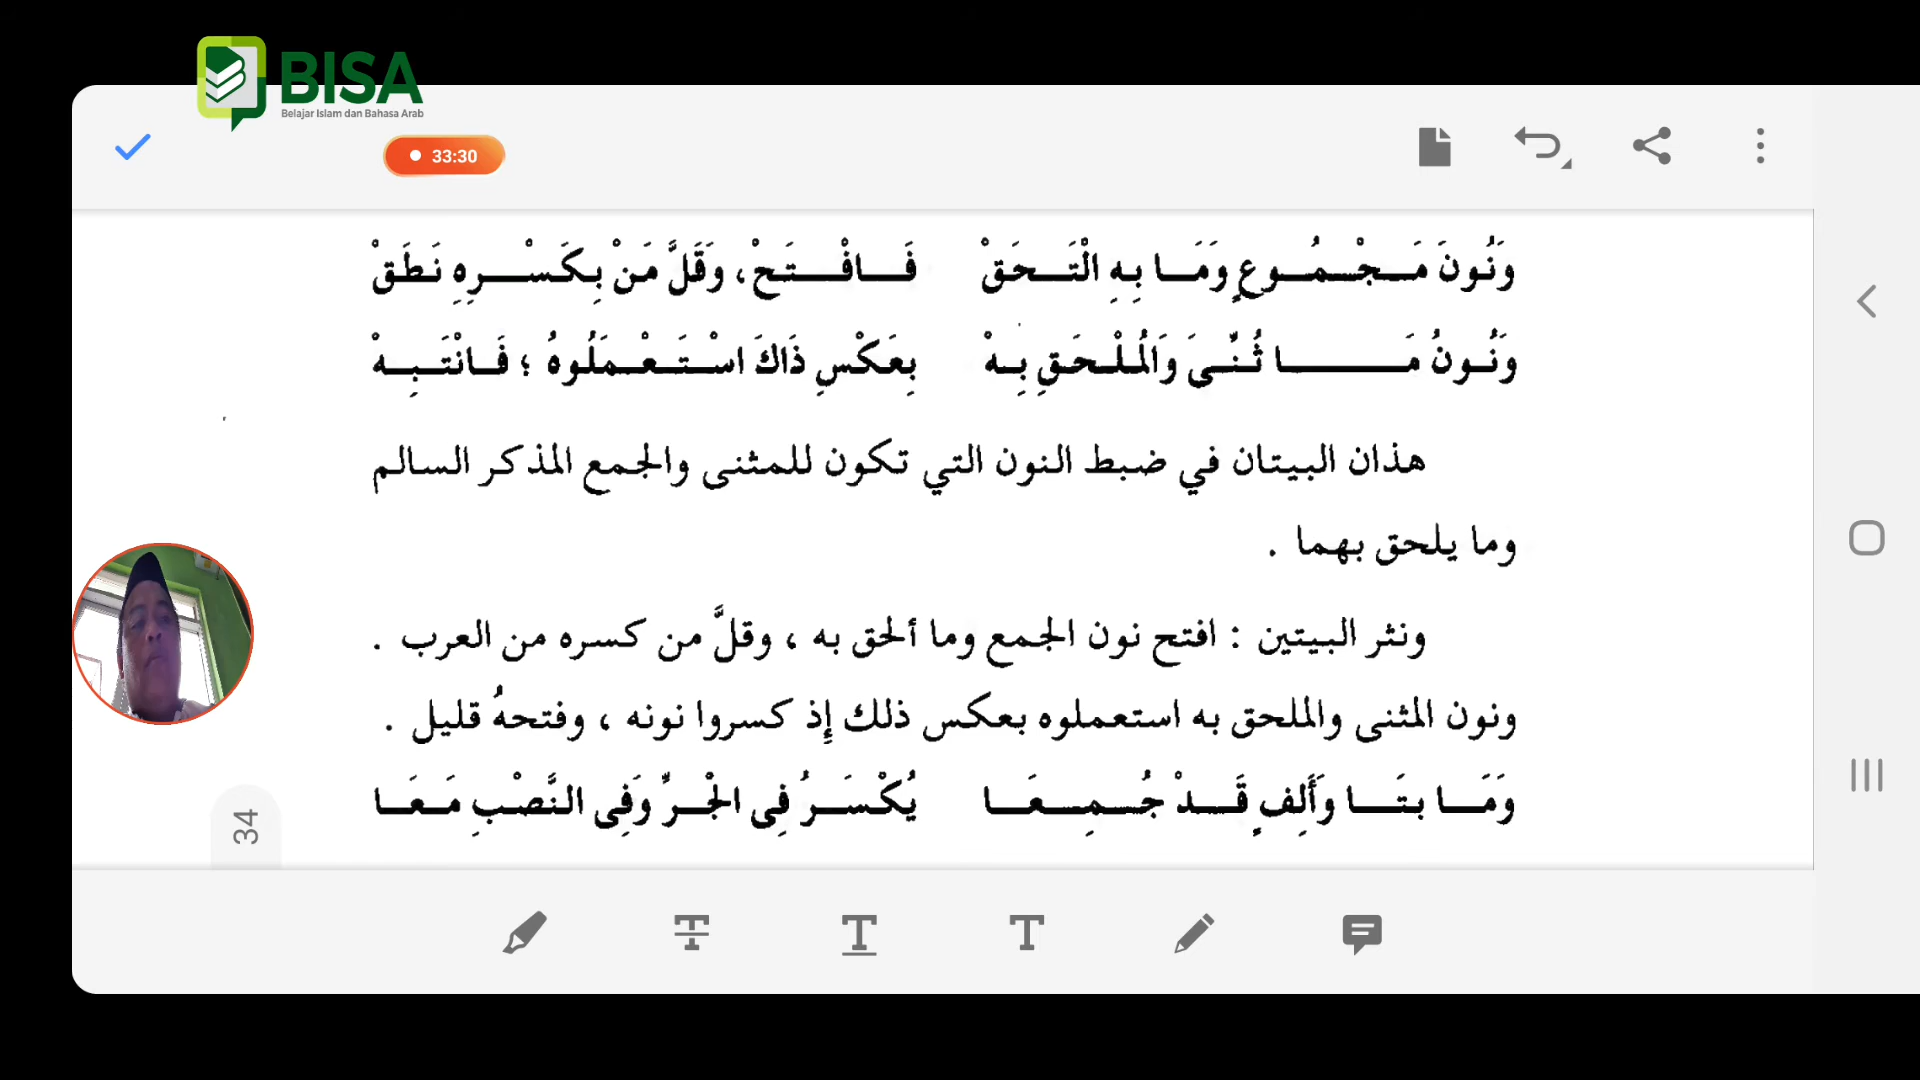 BISA
Belajar Islam dan Bahasa Arab
33:30
وَنُونَ مَجْمُوعٍ وَمَا بِهِ الْتَحَقْ فَافْتَحْ، وَقَلَّ مَنْ بِكَسْرِهِ نَطَقْ
وَنُونُ مَا ثُنِّىَ وَالْمُلْحَقِ بِهْ بِعَكْسِ ذَاكَ اسْتَعْمَلُوهُ ؛ فَانْتَبِهْ
هذان البيتان في ضبط النون التي تكون للمثنى والجمع المذكر السالم
وما يلحق بهما .
ونثر البيتين : افتح نون الجمع وما ألحق به ، وقلَّ من كسره من العرب .
ونون المثنى والملحق به استعملوه بعكس ذلك إِذ كسروا نونه ، وفتحهُ قليل .
وَمَا بتَا وَأَلِفٍ قَدْ جُمِعَا يُكْسَرُ فِى الْجرِّ وَفِى النَّصْبِ مَعَا
34